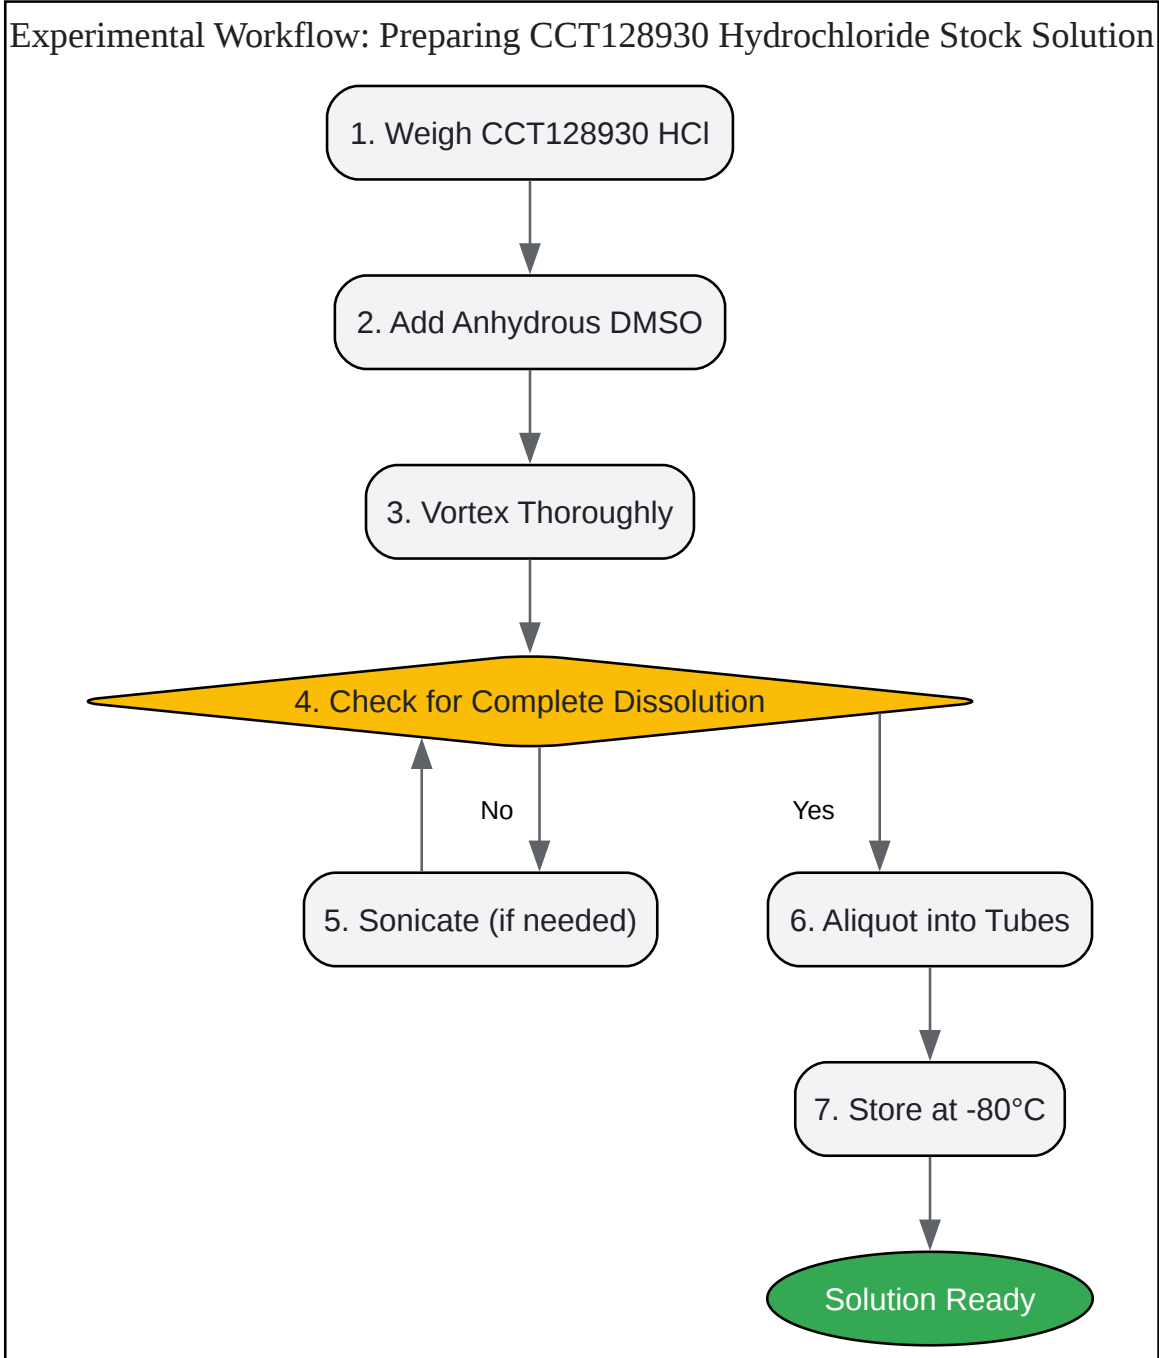 Experimental Workflow: Preparing CCT128930 Hydrochloride Stock Solution
1. Weigh CCT128930 HCl
2. Add Anhydrous DMSO
3. Vortex Thoroughly
4. Check for Complete Dissolution
No
Yes
5. Sonicate (if needed)
6. Aliquot into Tubes
7. Store at -80°C
Solution Ready